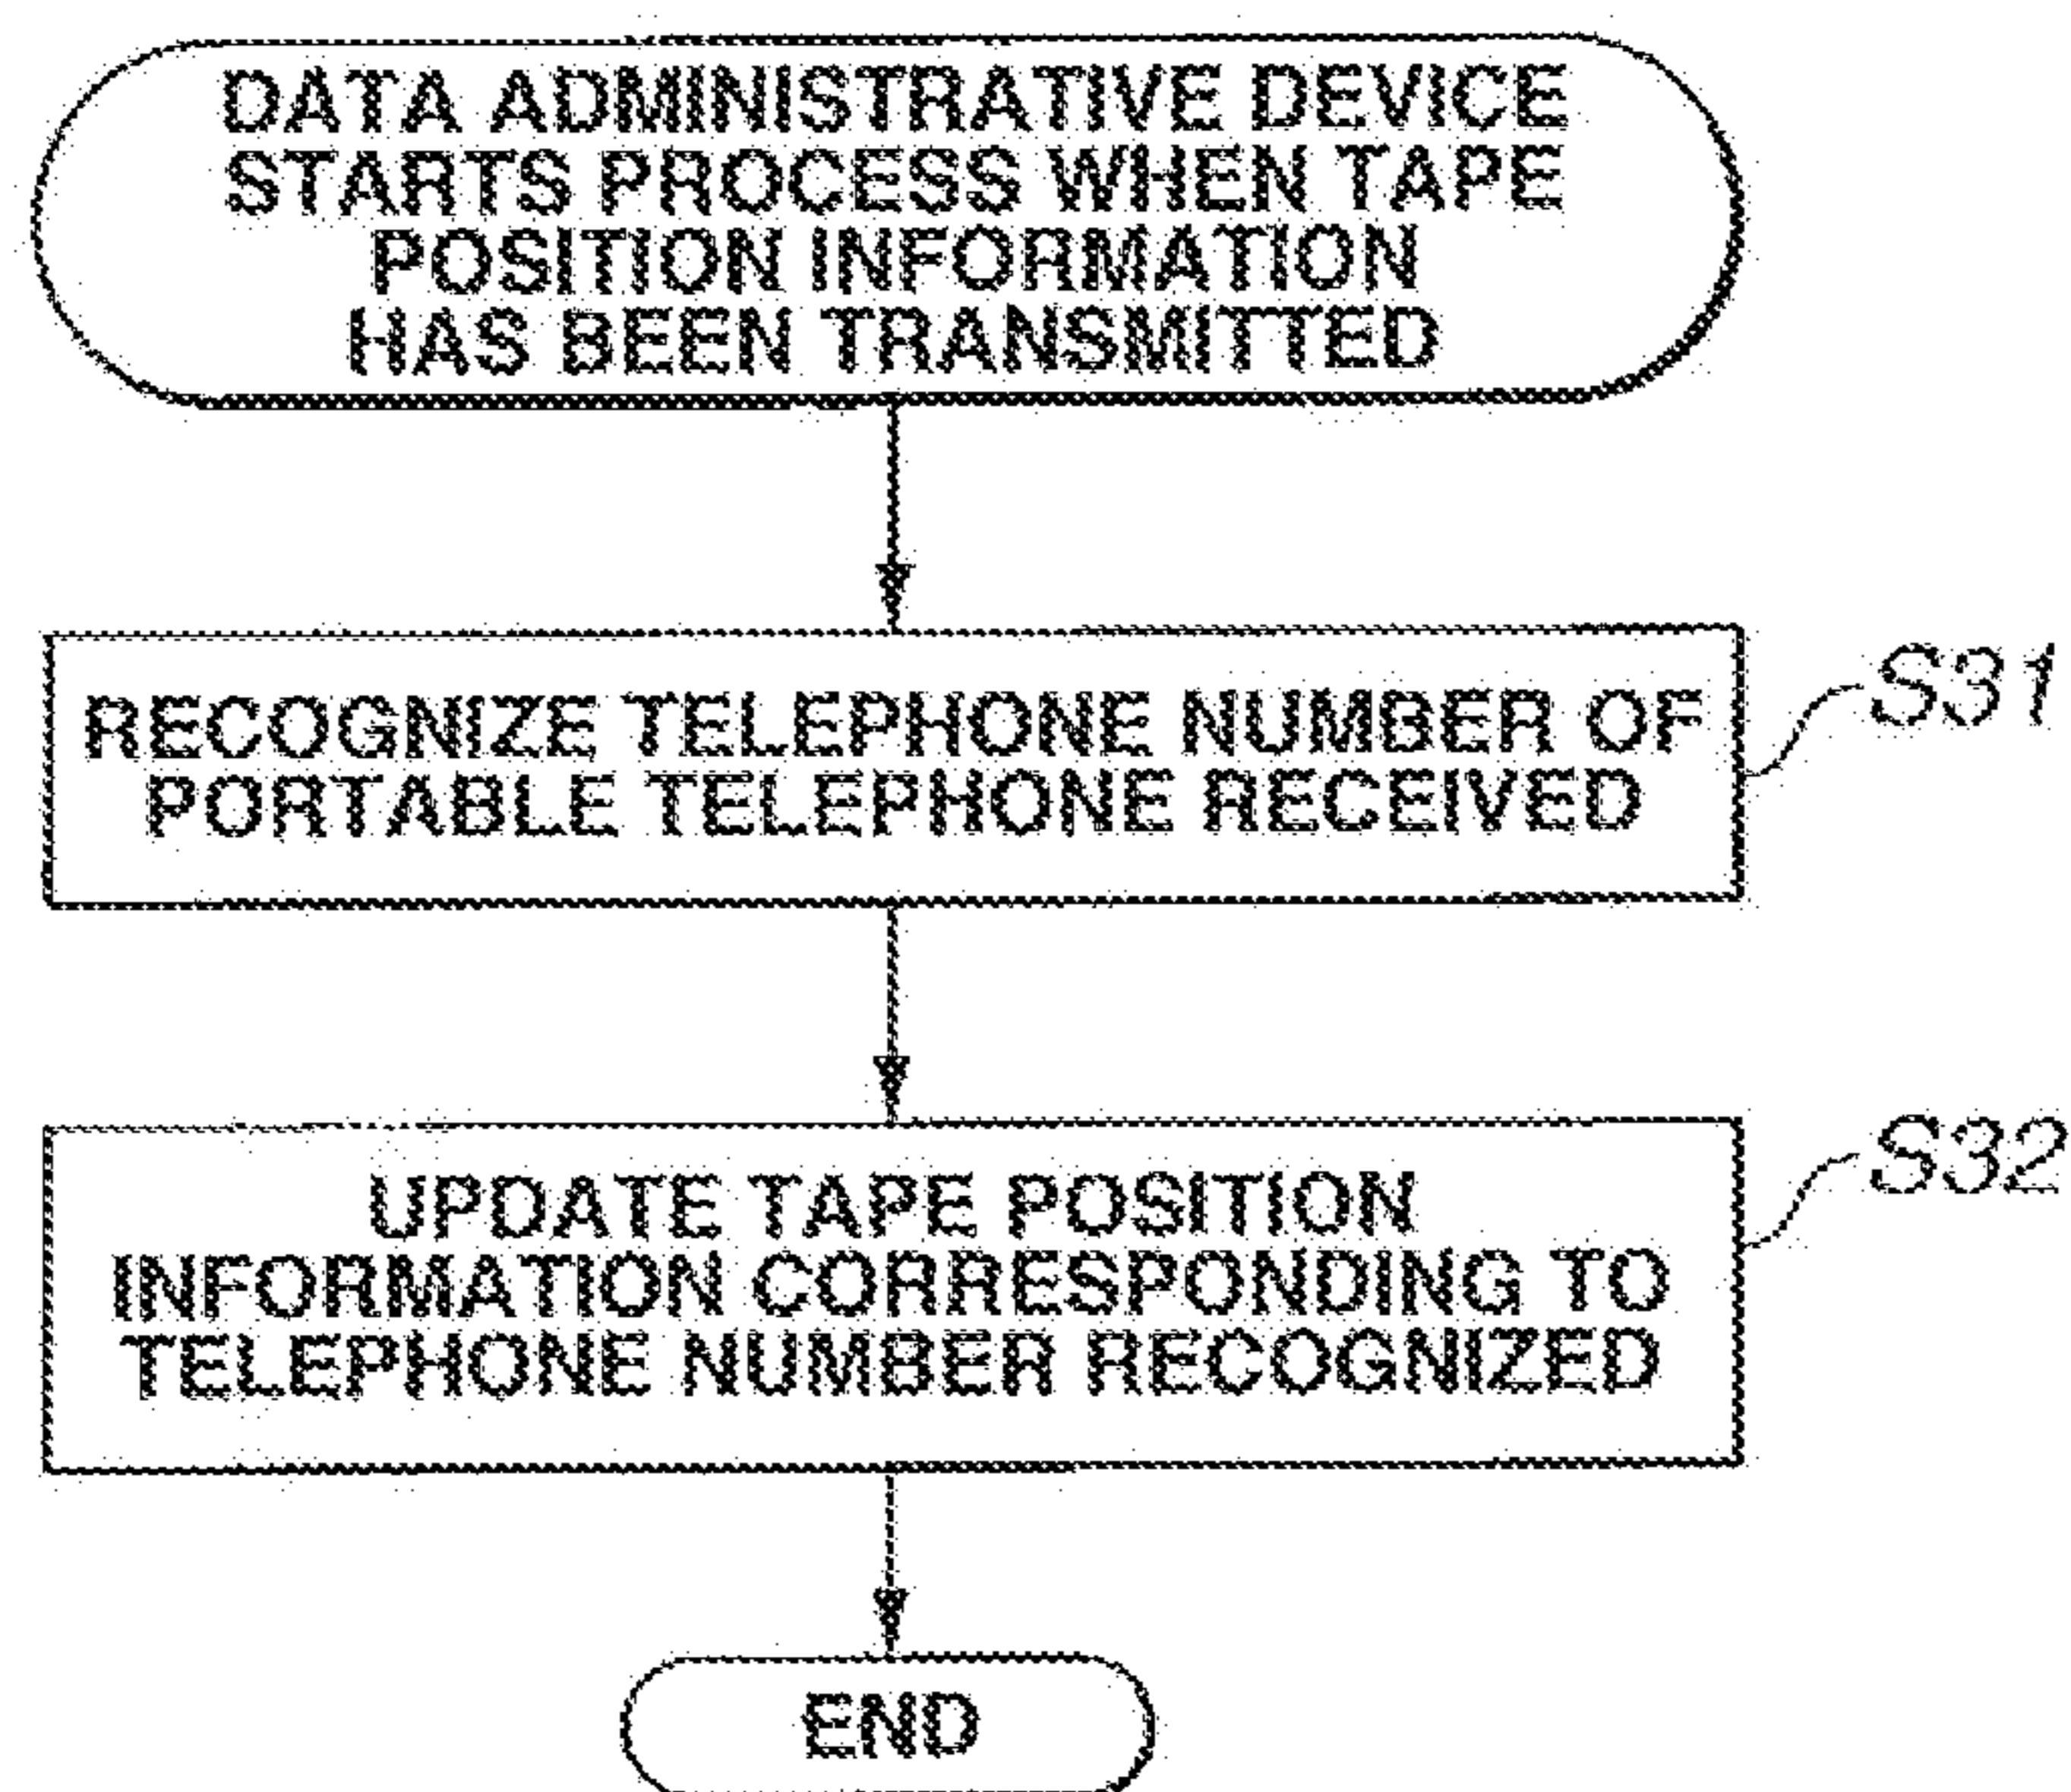 DATA ADMINISTRATIVE DEVICE
STARTS PROCESS WHEN TAPE
POSITION INFORMATION
HAS BEEN TRANSMITTED
RECOGNIZE TELEPHONE NUMBER OF
PORTABLE TELEPHONE RECEIVED
S31
UPDATE TAPE POSITION
INFORMATION CORRESPONDING TO
TELEPHONE NUMBER RECOGNIZED
S32
END